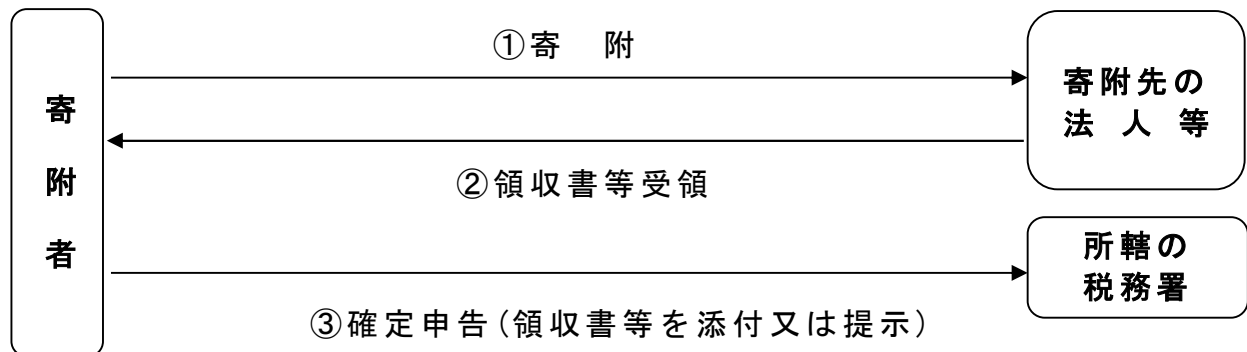 ①寄　附
寄附者
寄附先の
法人等
②領収書等受領
所轄の
税務署
③確定申告(領収書等を添付又は提示)